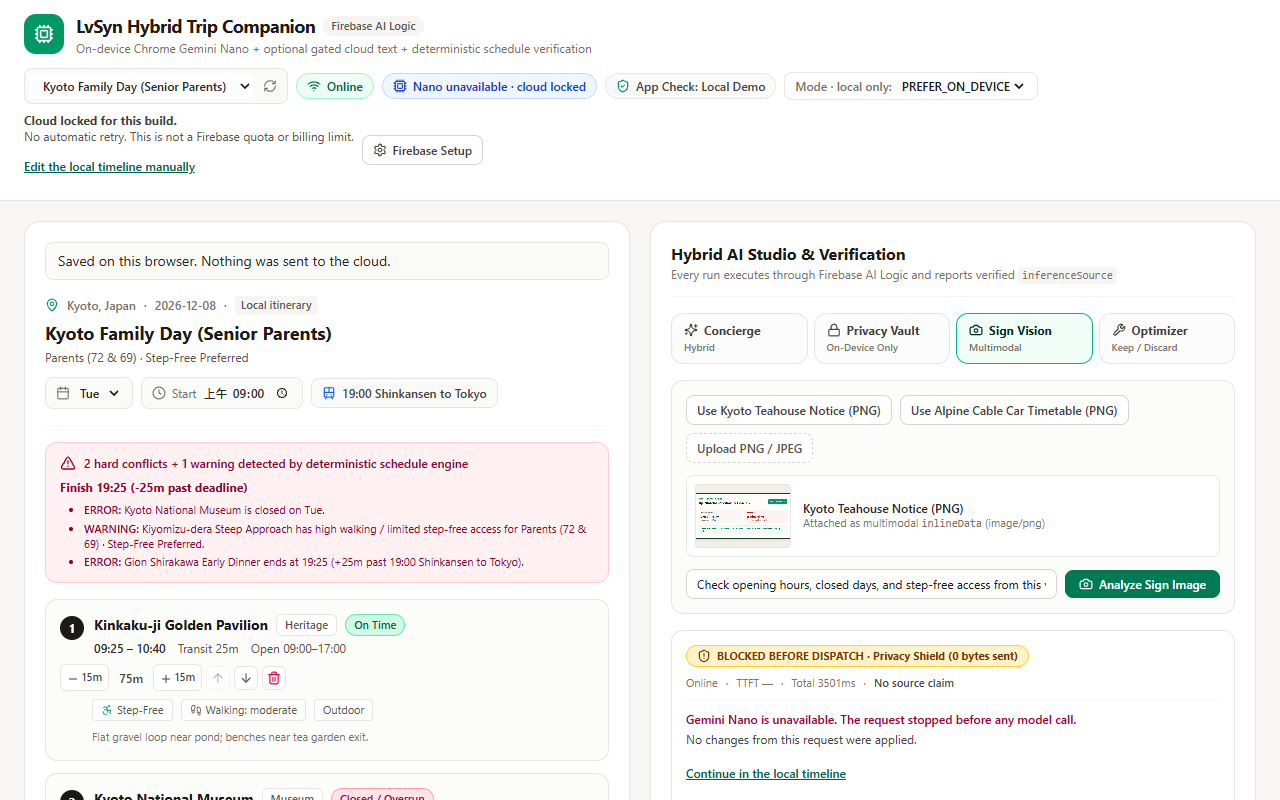 LvSyn Hybrid Trip Companion Firebase AI Logic
On-device Chrome Gemini Nano + optional gated cloud text + deterministic schedule verification
Kyoto Family Day (Senior Parents) Online Nano unavailable · cloud locked App Check: Local Demo Mode · local only: PREFER_ON_DEVICE
Cloud locked for this build.
No automatic retry. This is not a Firebase quota or billing limit.
Firebase Setup
Edit the local timeline manually
Saved on this browser. Nothing was sent to the cloud.
Kyoto, Japan · 2026-12-08 · Local itinerary
Kyoto Family Day (Senior Parents)
Parents (72 & 69) · Step-Free Preferred
Tue Start 上午 09:00 19:00 Shinkansen to Tokyo
2 hard conflicts + 1 warning detected by deterministic schedule engine
Finish 19:25 (-25m past deadline)
ERROR: Kyoto National Museum is closed on Tue.
WARNING: Kiyomizu-dera Steep Approach has high walking / limited step-free access for Parents (72 &
69) · Step-Free Preferred.
ERROR: Gion Shirakawa Early Dinner ends at 19:25 (+25m past 19:00 Shinkansen to Tokyo).
1 Kinkaku-ji Golden Pavilion Heritage On Time
09:25 – 10:40 Transit 25m Open 09:00–17:00
– 15m 75m + 15m
Step-Free Walking: moderate Outdoor
Flat gravel loop near pond; benches near tea garden exit.
Kyoto National Museum Museum Closed / Overrun
Hybrid AI Studio & Verification
Every run executes through Firebase AI Logic and reports verified inferenceSource
Concierge
Hybrid
Privacy Vault
On-Device Only
Sign Vision
Multimodal
Optimizer
Keep / Discard
Use Kyoto Teahouse Notice (PNG) Use Alpine Cable Car Timetable (PNG)
Upload PNG / JPEG
Kyoto Teahouse Notice (PNG)
Attached as multimodal inlineData (image/png)
Check opening hours, closed days, and step-free access from this Analyze Sign Image
BLOCKED BEFORE DISPATCH · Privacy Shield (0 bytes sent)
Online · TTFT — · Total 3501ms · No source claim
Gemini Nano is unavailable. The request stopped before any model call.
No changes from this request were applied.
Continue in the local timeline